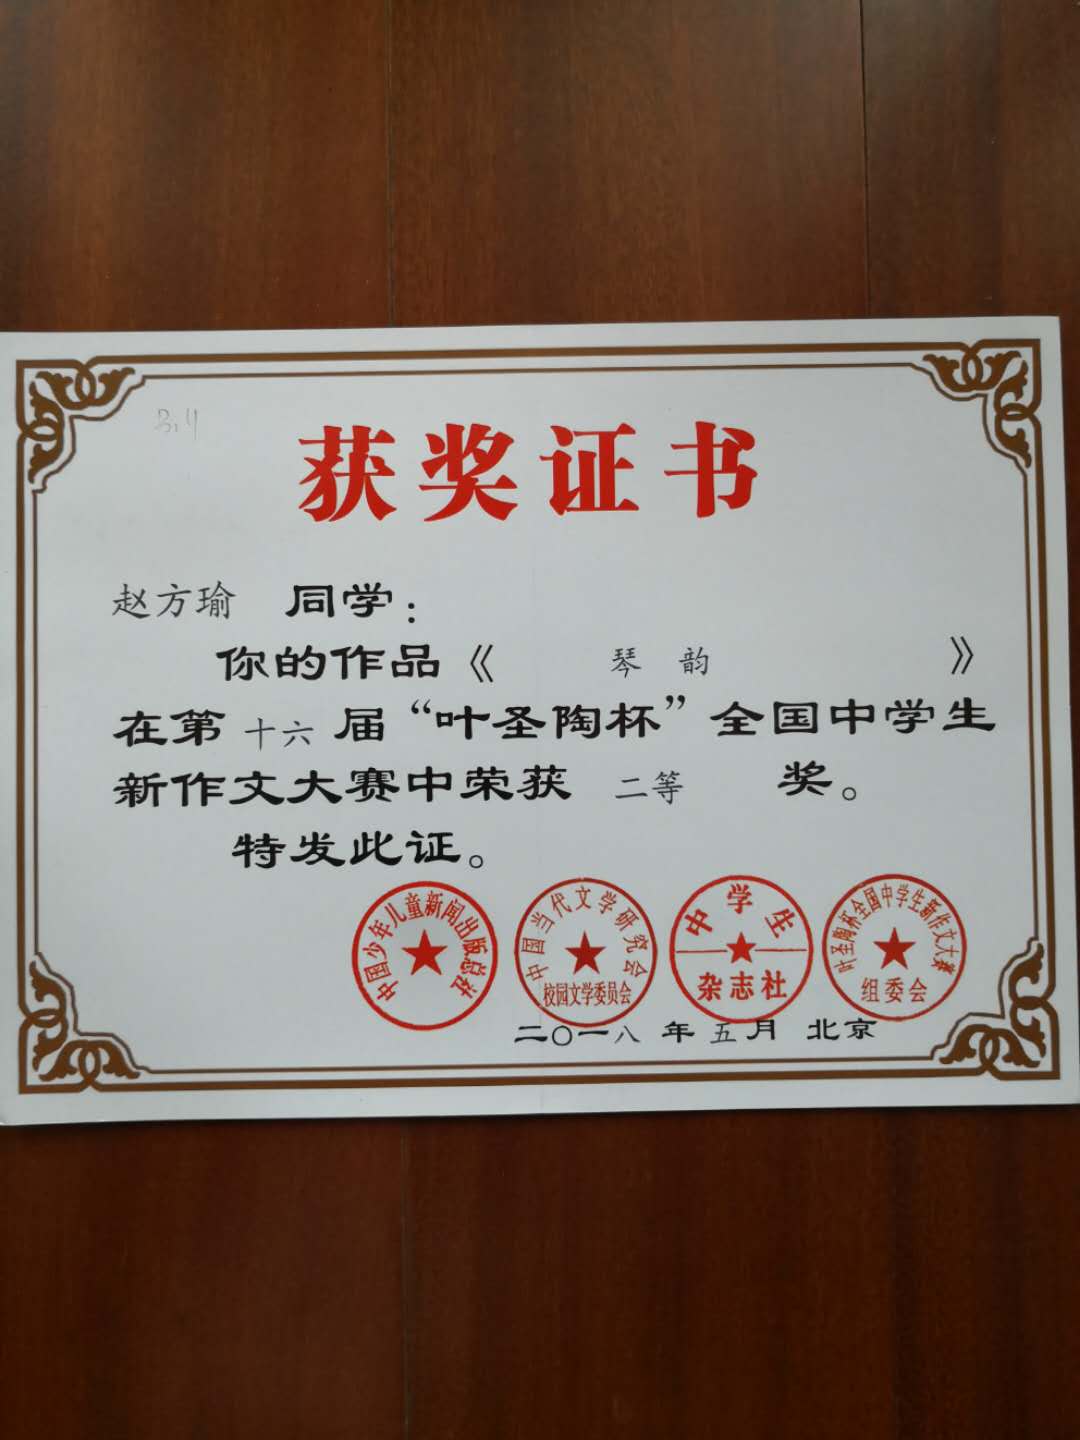 获奖证书
赵方瑜 同学：
你的作品《 琴 韵 》
在第 十六 届“叶圣陶杯”全国中学生
新作文大赛中荣获 二等 奖。
特发此证。
中国少年儿童新闻出版总社
中国当代文学研究会
校园文学委员会
中学生
杂志社
叶圣陶杯全国中学生新作文大赛
组委会
二〇一八 年 五月 北京